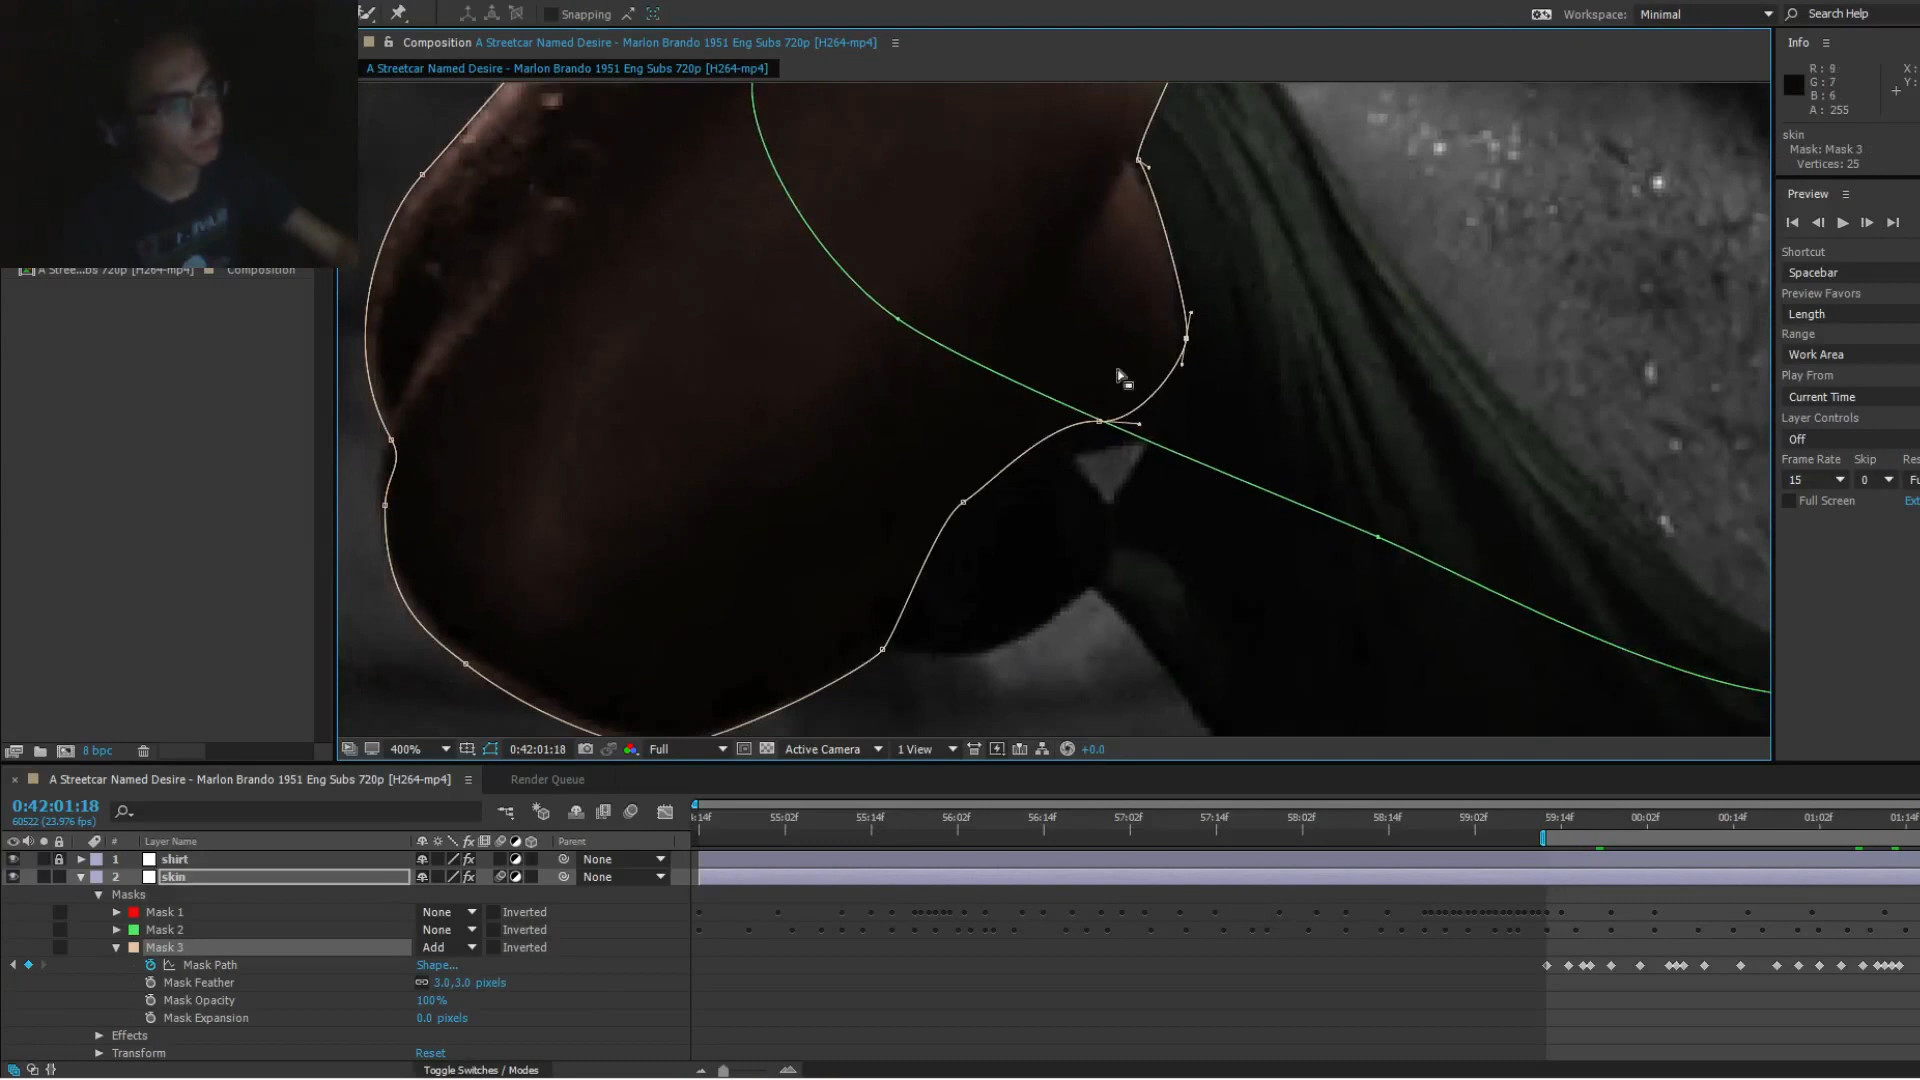 Snapping
Workspace: Minimal
Search Help
Composition A Streetcar Named Desire - Marlon Brando 1951 Eng Subs 720p [H264-mp4]
A Streetcar Named Desire - Marlon Brando 1951 Eng Subs 720p [H264-mp4]
Info
R: 9
G: 7
B: 6
A: 255
X:
Y:
skin
Mask: Mask 3
Vertices: 25
Preview
Shortcut
Spacebar
Preview Favors
Length
Range
Work Area
Play From
Current Time
Layer Controls
Off
Frame Rate Skip Res
15 0 Fu
Full Screen Ext
A Stree...bs 720p [H264-mp4] Composition
8 bpc
400% 0:42:01:18 Full Active Camera 1 View +0.0
A Streetcar Named Desire - Marlon Brando 1951 Eng Subs 720p [H264-mp4] Render Queue
0:42:01:18
60522 (23.976 fps)
:14f 55:02f 55:14f 56:02f 56:14f 57:02f 57:14f 58:02f 58:14f 59:02f 59:14f 00:02f 00:14f 01:02f 01:14f
# Layer Name Parent
1 shirt None
2 skin None
Masks
Mask 1 None Inverted
Mask 2 None Inverted
Mask 3 Add Inverted
Mask Path Shape...
Mask Feather 3.0,3.0 pixels
Mask Opacity 100%
Mask Expansion 0.0 pixels
Effects
Transform Reset
Toggle Switches / Modes